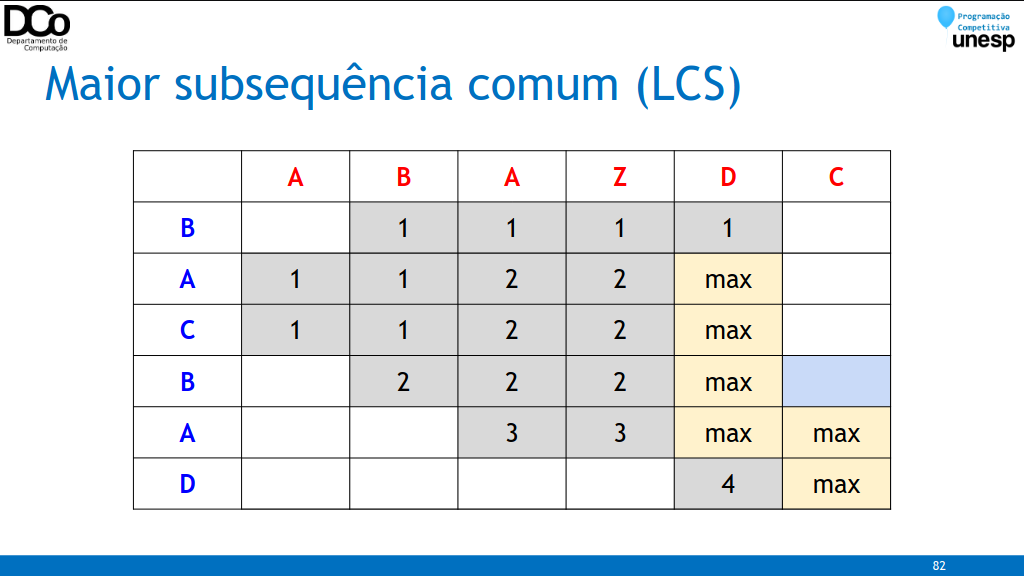 DCo
Departamento de
Computação
Programação
Competitiva
unesp
Maior subsequência comum (LCS)
A B A Z D C
B 1 1 1 1
A 1 1 2 2 max
C 1 1 2 2 max
B 2 2 2 max
A 3 3 max max
D 4 max
82